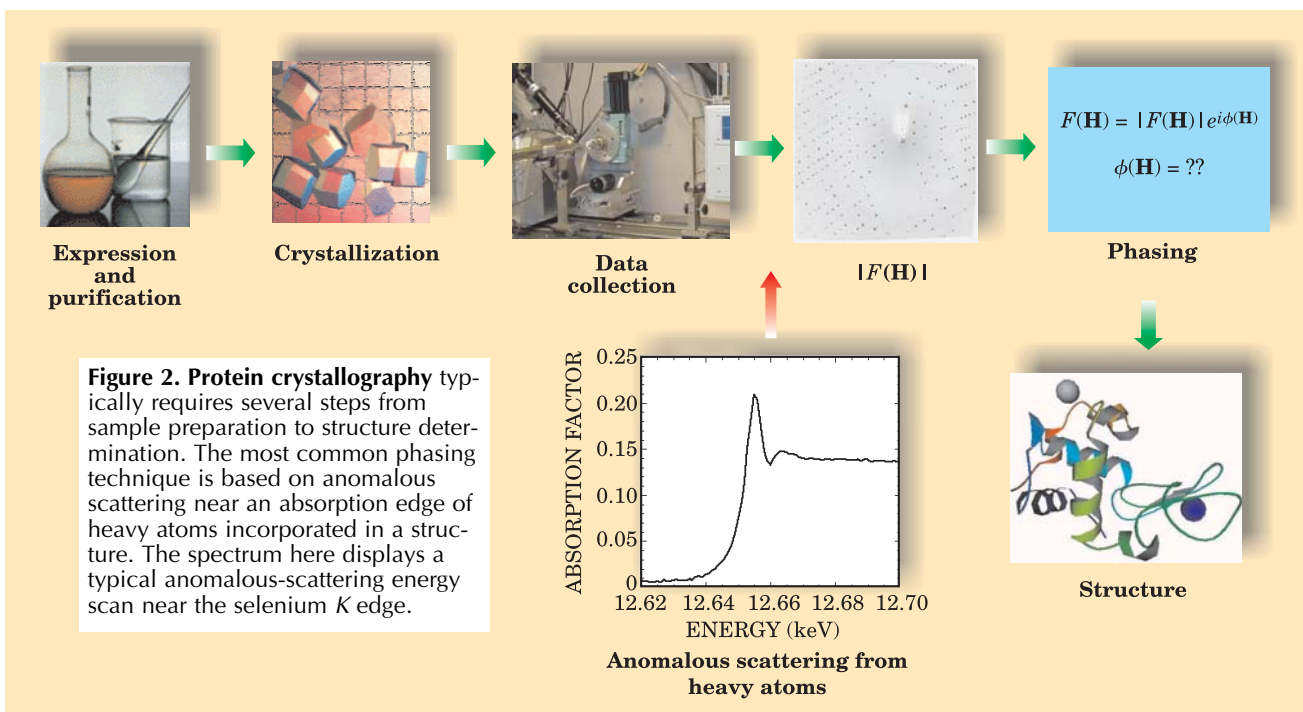 Expression
and
purification
Crystallization
Data
collection
|F(H)|
F(H) = |F(H)|e^{iϕ(H)}
ϕ(H) = ??
Phasing
Figure 2. Protein crystallography typ-
ically requires several steps from
sample preparation to structure deter-
mination. The most common phasing
technique is based on anomalous
scattering near an absorption edge of
heavy atoms incorporated in a struc-
ture. The spectrum here displays a
typical anomalous-scattering energy
scan near the selenium K edge.
ABSORPTION FACTOR
0.25
0.20
0.15
0.10
0.05
0
12.62 12.64 12.66 12.68 12.70
ENERGY (keV)
Anomalous scattering from
heavy atoms
Structure